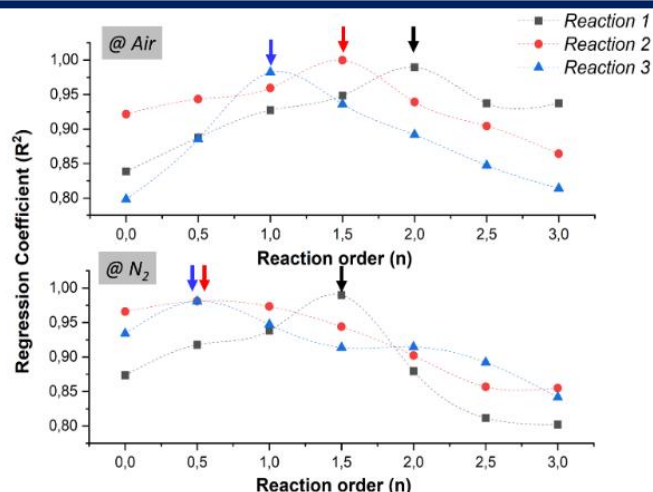 Reaction 1
Reaction 2
Reaction 3
@ Air
1,00
0,95
0,90
0,85
0,80
0,0 0,5 1,0 1,5 2,0 2,5 3,0
Reaction order (n)
Regression Coefficient (R²)
@ N₂
1,00
0,95
0,90
0,85
0,80
0,0 0,5 1,0 1,5 2,0 2,5 3,0
Reaction order (n)